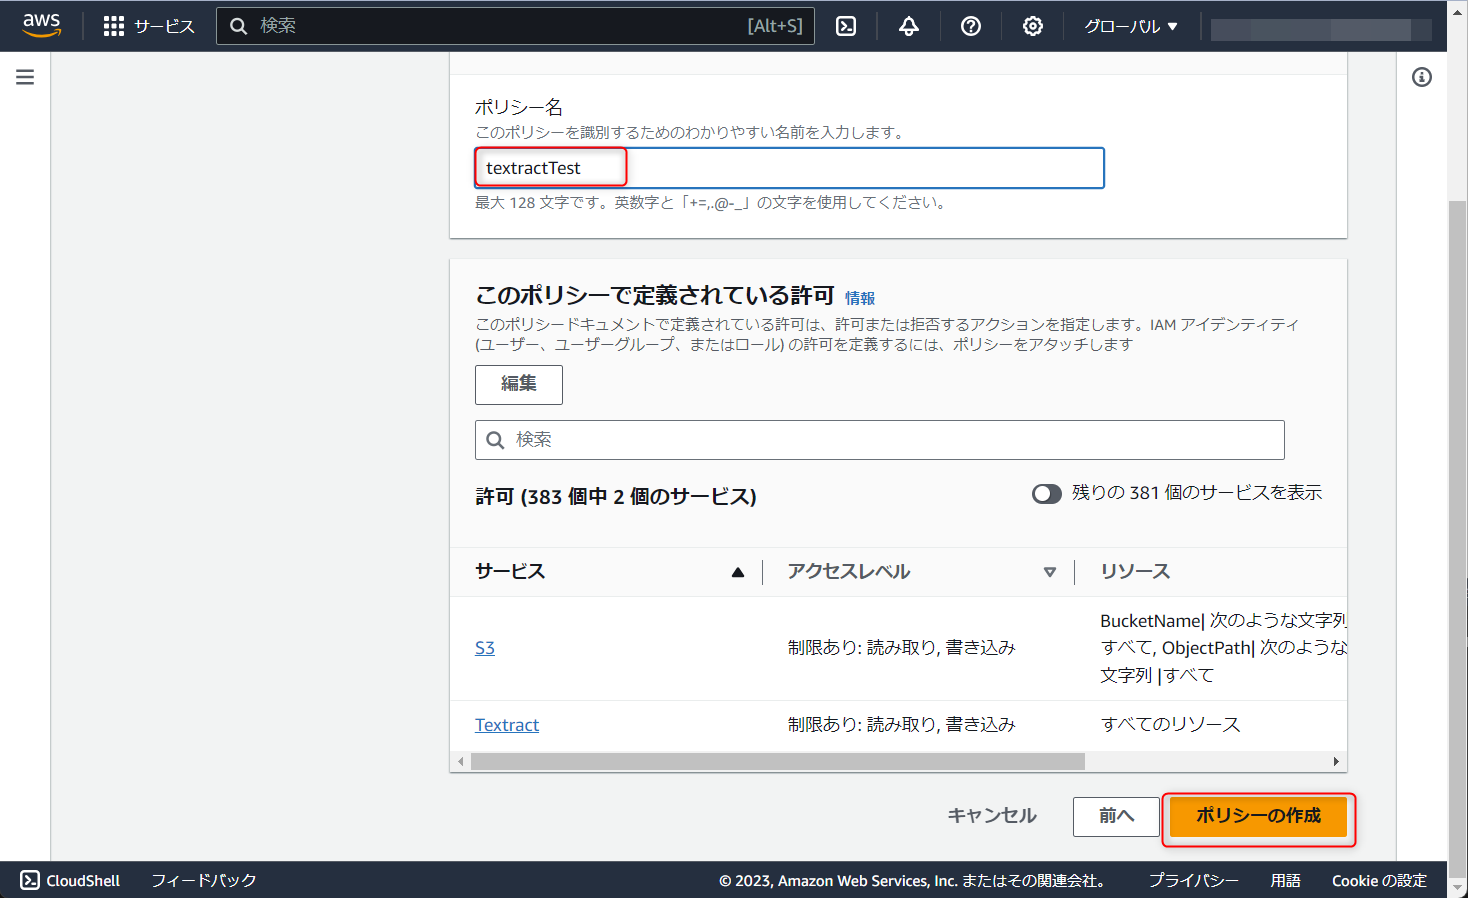 aws サービス 検索 [Alt+S] グローバル ▼
ポリシー名
このポリシーを識別するためのわかりやすい名前を入力します。
textractTest
最大 128 文字です。英数字と「+=,.@-_」の文字を使用してください。
このポリシーで定義されている許可 情報
このポリシードキュメントで定義されている許可は、許可または拒否するアクションを指定します。IAM アイデンティティ
(ユーザー、ユーザーグループ、またはロール) の許可を定義するには、ポリシーをアタッチします
編集
検索
許可 (383 個中 2 個のサービス) 残りの 381 個のサービスを表示
サービス アクセスレベル リソース
S3 制限あり: 読み取り, 書き込み BucketName| 次のような文字列
すべて, ObjectPath| 次のような
文字列 |すべて
Textract 制限あり: 読み取り, 書き込み すべてのリソース
キャンセル 前へ ポリシーの作成
CloudShell フィードバック © 2023, Amazon Web Services, Inc. またはその関連会社。 プライバシー 用語 Cookie の設定